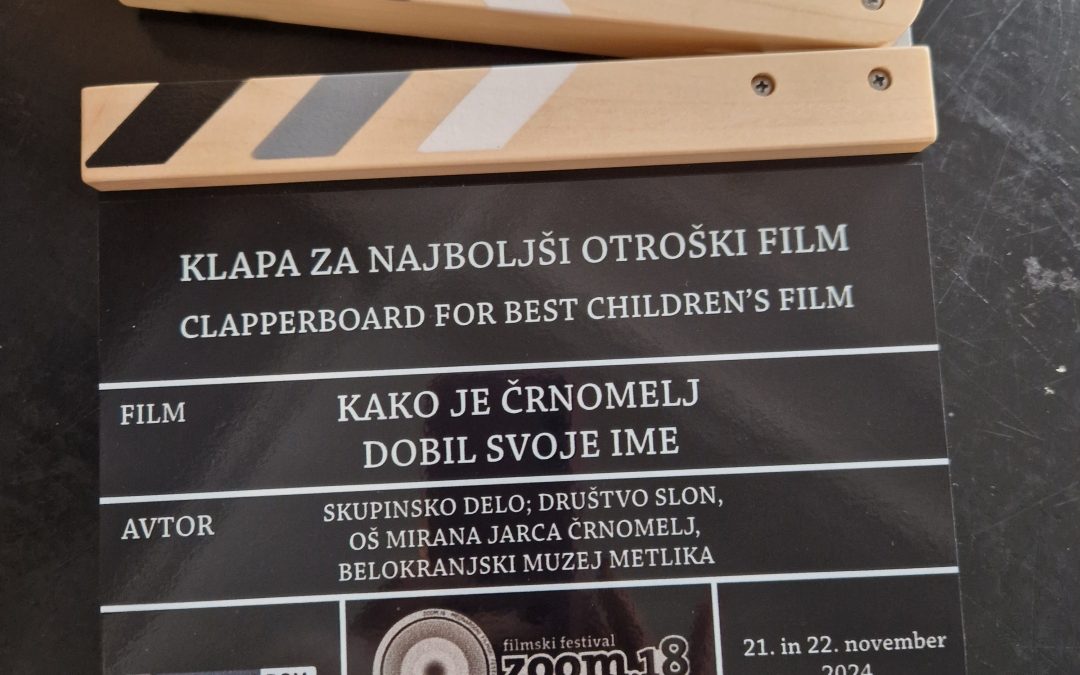 KLAPA ZA NAJBOLJŠI OTROŠKI FILM
CLAPPERBOARD FOR BEST CHILDREN'S FILM
FILM
KAKO JE ČRNOMELJ
DOBIL SVOJE IME
AVTOR
SKUPINSKO DELO; DRUŠTVO SLON,
OŠ MIRANA JARCA ČRNOMELJ,
BELOKRANJSKI MUZEJ METLIKA
filmski festival
zoom.18
21. in 22. november
2024